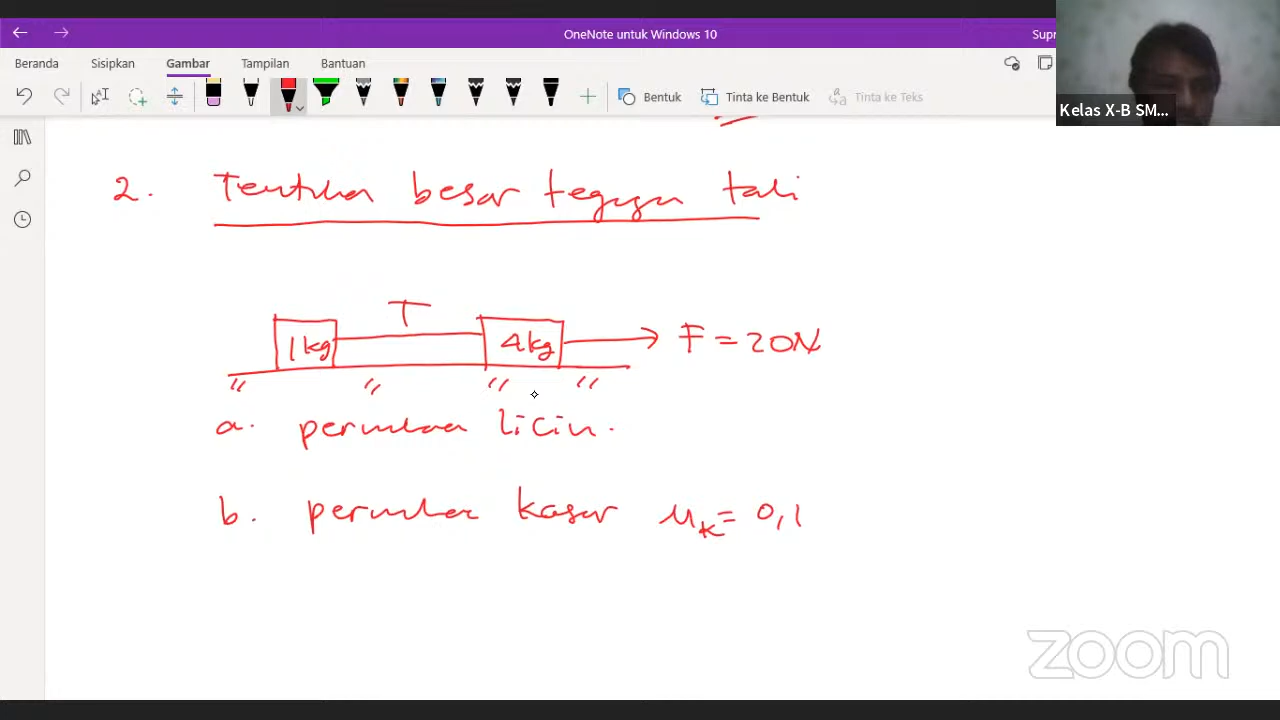 OneNote untuk Windows 10
Supr
Beranda Sisipkan Gambar Tampilan Bantuan
Bentuk Tinta ke Bentuk Tinta ke Teks
Kelas X-B SM...
2. Tentukan besar tegangan tali
T
1kg 4kg F = 20N
a. permukaan licin.
b. permukaan kasar μk = 0,1
zoom